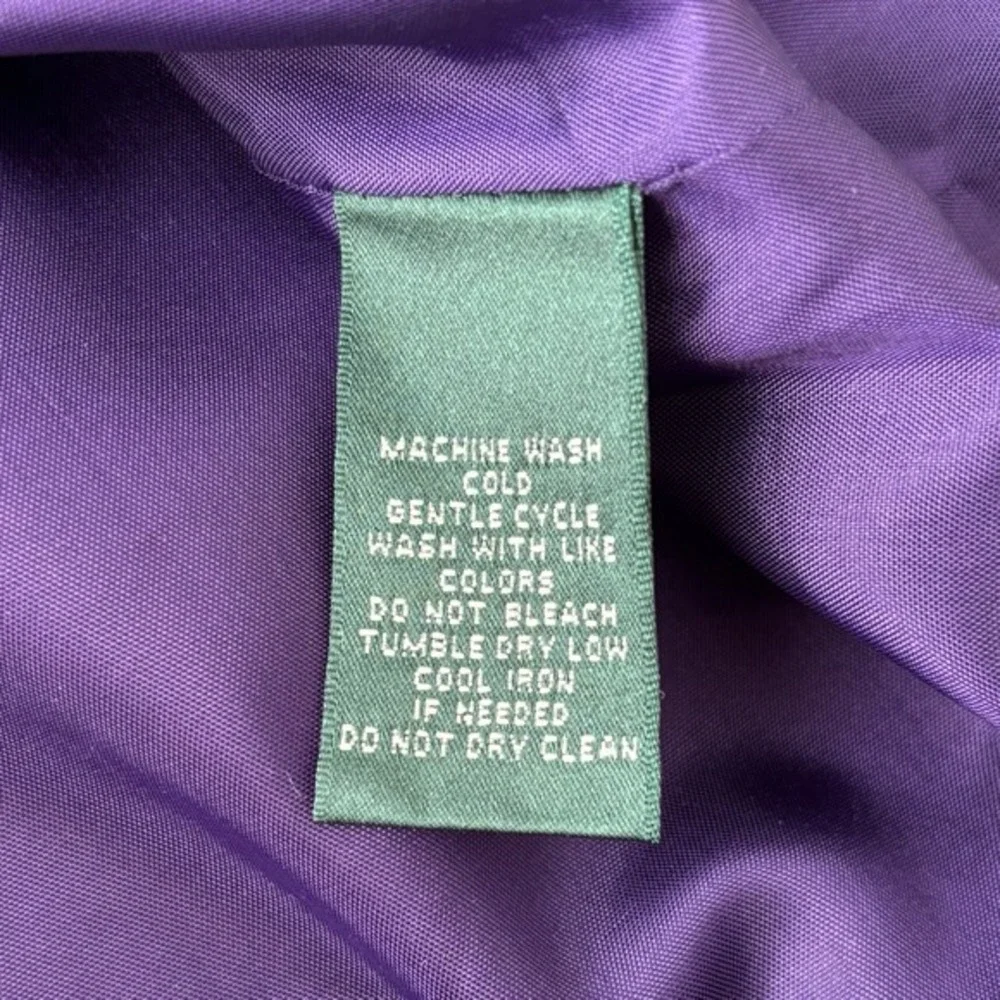 MACHINE WASH
COLD
GENTLE CYCLE
WASH WITH LIKE
COLORS
DO NOT BLEACH
TUMBLE DRY LOW
COOL IRON
IF NEEDED
DO NOT DRY CLEAN